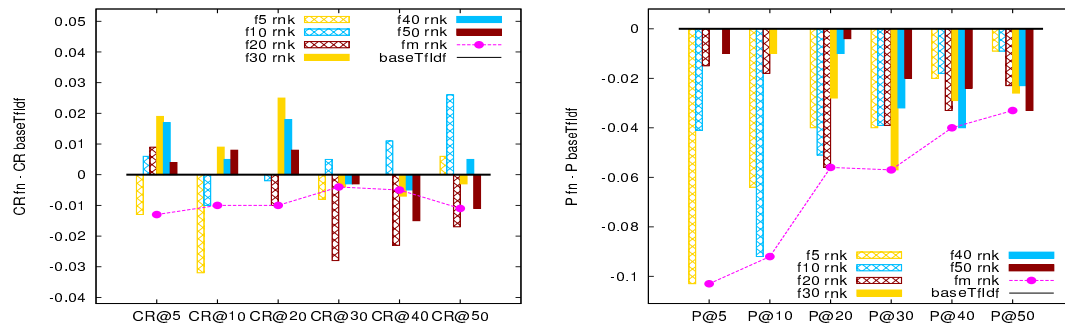 CR fn - CR baseTfIdf
0.05
0.04
0.03
0.02
0.01
0
-0.01
-0.02
-0.03
-0.04
f5 rnk
f10 rnk
f20 rnk
f30 rnk
f40 rnk
f50 rnk
fm rnk
baseTfIdf
CR@5 CR@10 CR@20 CR@30 CR@40 CR@50
P fn - P baseTfIdf
0
-0.02
-0.04
-0.06
-0.08
-0.1
f5 rnk
f10 rnk
f20 rnk
f30 rnk
f40 rnk
f50 rnk
fm rnk
baseTfIdf
P@5 P@10 P@20 P@30 P@40 P@50